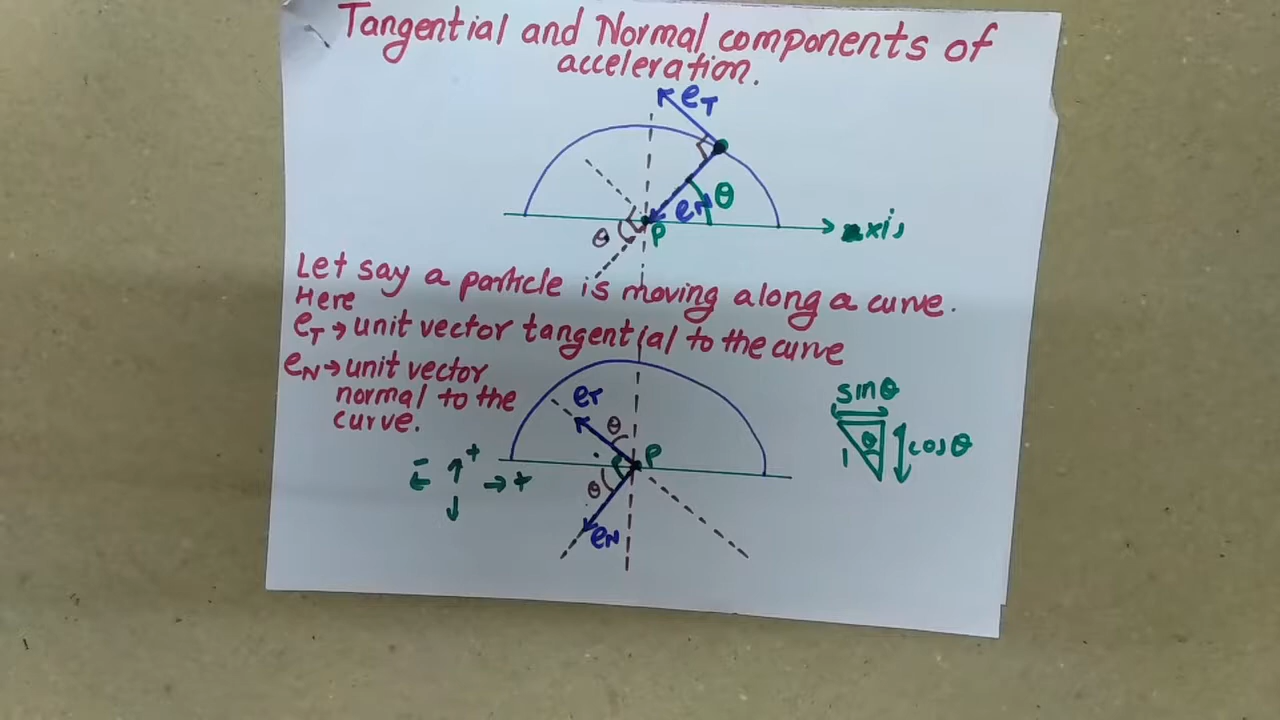 Tangential and Normal components of
acceleration.
eT
eN
θ
θ
P
axis
Let say a particle is moving along a curve.
Here
eT → unit vector tangential to the curve
eN → unit vector
normal to the
curve.
eT
θ
P
θ
eN
- + → +
sinθ
θ
1
cosθ